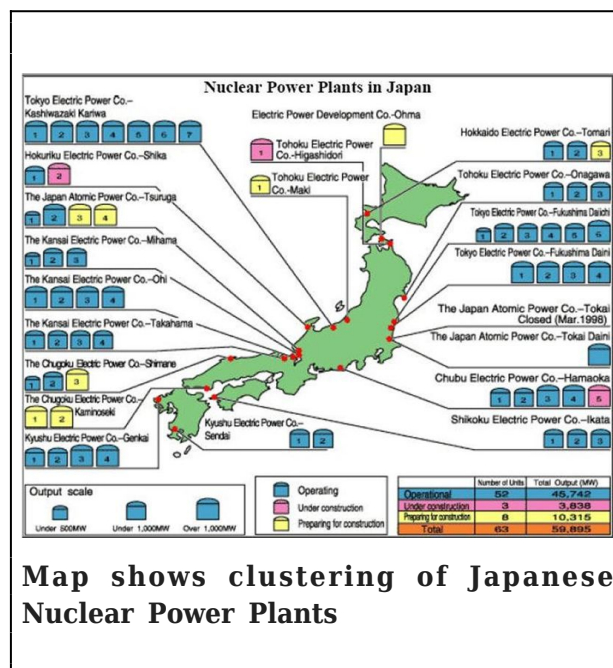 Nuclear Power Plants in Japan
Tokyo Electric Power Co.–
Kashiwazaki Kariwa
1 2 3 4 5 6 7
Hokuriku Electric Power Co.–Shika
1 2
The Japan Atomic Power Co.–Tsuruga
1 2 3 4
The Kansai Electric Power Co.–Mihama
1 2 3
The Kansai Electric Power Co.–Ohi
1 2 3 4
The Kansai Electric Power Co.–Takahama
1 2 3 4
The Chugoku Electric Power Co.–Shimane
1 2 3
The Chugoku Electric Power Co.–
Kaminoseki
1 2
Kyushu Electric Power Co.–Genkai
1 2 3 4
Electric Power Development Co.–Ohma
Tohoku Electric Power
Co.–Higashidori
1
Tohoku Electric Power
Co.–Maki
1
Kyushu Electric Power Co.–
Sendai
1 2
Hokkaido Electric Power Co.–Tomari
1 2 3
Tohoku Electric Power Co.–Onagawa
1 2 3
Tokyo Electric Power Co.–Fukushima Daiichi
1 2 3 4 5 6
Tokyo Electric Power Co.–Fukushima Daini
1 2 3 4
The Japan Atomic Power Co.–Tokai
Closed (Mar.1998)
The Japan Atomic Power Co.–Tokai Daini
Chubu Electric Power Co.–Hamaoka
1 2 3 4 5
Shikoku Electric Power Co.–Ikata
1 2 3
Output scale
Under 500MW Under 1,000MW Over 1,000MW
Operating
Under construction
Preparing for construction
Number of Units Total Output (MW)
Operational 52 45,742
Under construction 3 3,838
Preparing for construction 8 10,315
Total 63 59,895
Map shows clustering of Japanese
Nuclear Power Plants